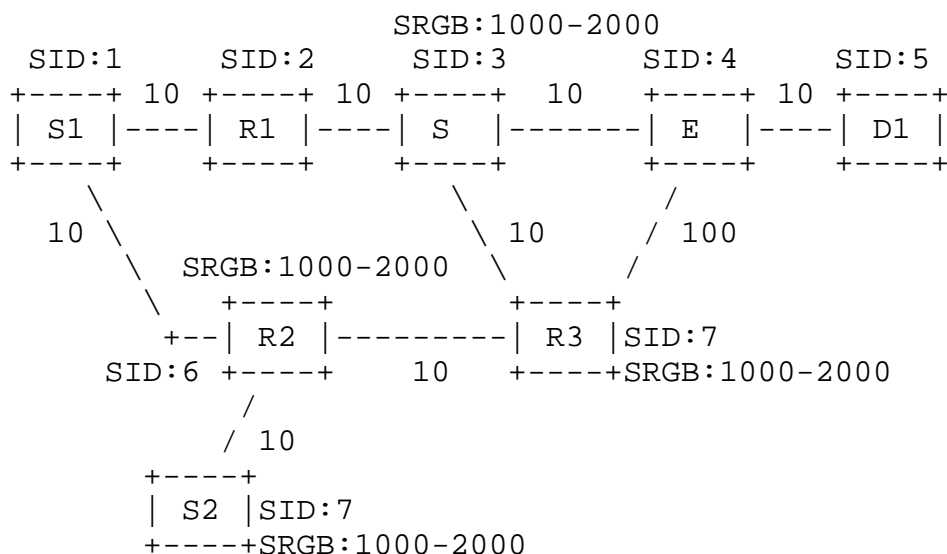 SRGB:1000-2000
 SID:1      SID:2       SID:3         SID:4       SID:5
+----+ 10 +----+ 10 +----+   10    +----+ 10 +----+
| S1 |----| R1 |----| S  |-------| E  |----| D1 |
+----+    +----+    +----+       +----+    +----+
10 10 100
SRGB:1000-2000
+----+ +----+
+--| R2 |---------| R3 |SID:7
SID:6 +----+ 10 +----+SRGB:1000-2000
/
/ 10
+----+
| S2 |SID:7
+----+SRGB:1000-2000